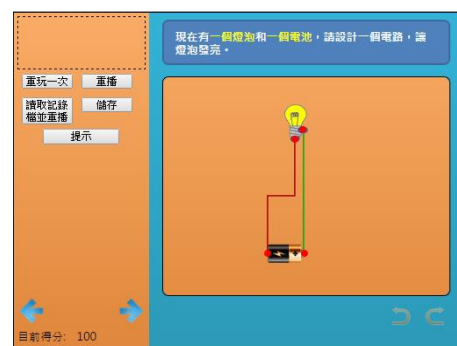 現在有一個燈泡和一個電池，請設計一個電路，讓
燈泡發亮。
重玩一次
重播
讀取記錄
檔並重播
儲存
提示
目前得分: 100